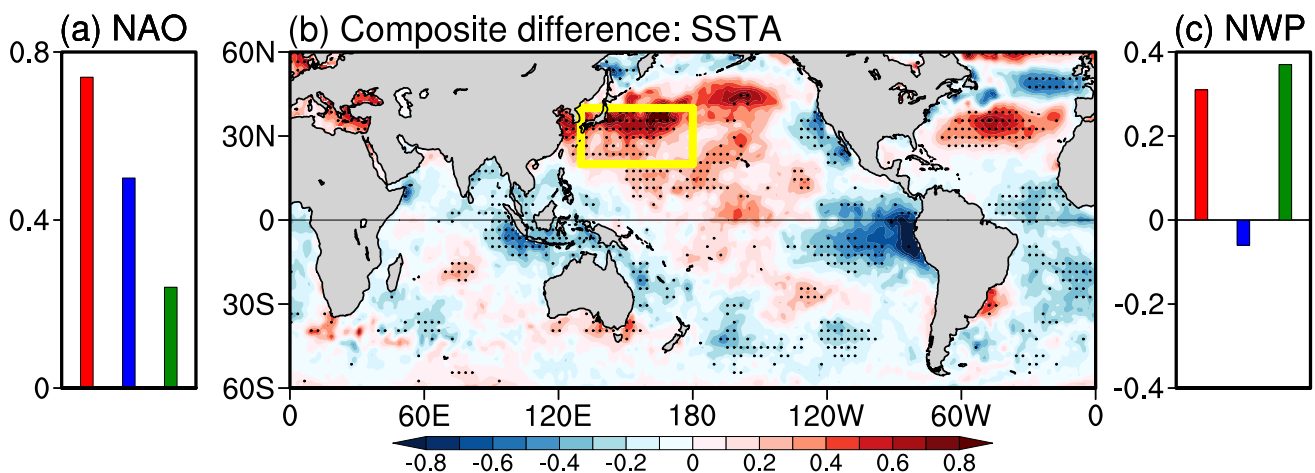 (a) NAO
0.8
0.4
0
(b) Composite difference: SSTA
60N
30N
0
30S
60S
0 60E 120E 180 120W 60W 0
-0.8 -0.6 -0.4 -0.2 0 0.2 0.4 0.6 0.8
(c) NWP
0.4
0.2
0
-0.2
-0.4